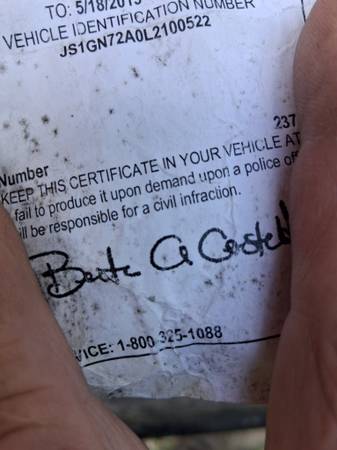 TO: 5/18/2015
VEHICLE IDENTIFICATION NUMBER
JS1GN72A0L2100522
237
Number
KEEP THIS CERTIFICATE IN YOUR VEHICLE AT
fail to produce it upon demand upon a police of
ill be responsible for a civil infraction.
VICE: 1-800 325-1088